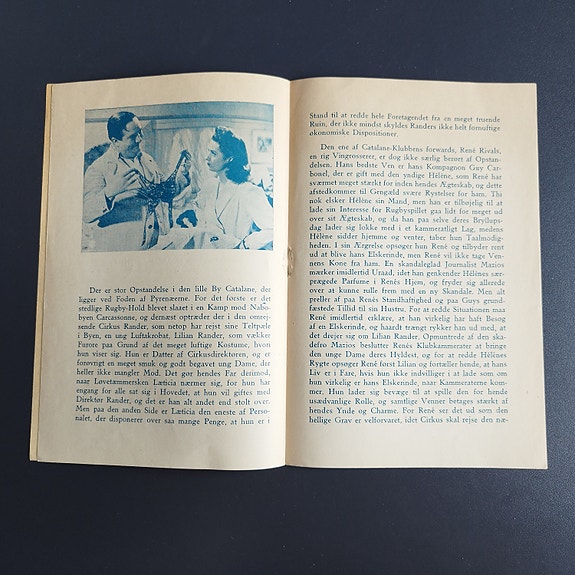 Der er stor Opstandelse i den lille By Catalane, der
ligger ved Foden af Pyrenæerne. For det første er det
stedlige Rugby-Hold blevet slaaet i en Kamp mod Nabo-
byen Carcassonne, og dernæst optræder der i den omrej-
sende Cirkus Rander, som netop har rejst sine Teltpæle
i Byen, en ung Luftakrobat, Lilian Rander, som vækker
Furore paa Grund af det meget luftige Kostume, hvori
hun viser sig. Hun er Datter af Cirkusdirektøren, og er
forøvrigt en meget smuk og godt begavet ung Dame, der
heller ikke mangler Mod. Det gør hendes Far derimod,
naar Løvetæmmersken Læticia nærmer sig, for hun har
engang for alle sat sig i Hovedet, at hun vil giftes med
Direktør Rander, og det er han alt andet end stolt over.
Men paa den anden Side er Læticia den eneste af Perso-
nalet, der disponerer over saa mange Penge, at hun er i
Stand til at redde hele Foretagendet fra en meget truende
Ruin, der ikke mindst skyldes Randers ikke helt fornuftige
økonomiske Dispositioner.
Den ene af Catalane-Klubbens forwards, René Rivals,
en rig Vingrosserer, er dog ikke særlig berørt af Opstan-
delsen. Hans bedste Ven er hans Kompagnon Guy Car-
bonel, der er gift med den yndige Hélène, som René har
sværmet meget stærkt for inden hendes Ægteskab, og dette
afstedkommer til Gengæld svære Rystelser for ham. Thi
nok elsker Hélène sin Mand, men han er tilbøjelig til at
lade sin Interesse for Rugbyspillet gaa lidt for meget ud
over sit Ægteskab, og da han paa selve deres Bryllups-
dag lader sig lokke med i et kammeratligt Lag, medens
Hélène sidder hjemme og venter, taber hun Taalmodig-
heden. I sin Ærgrelse opsøger hun René og tilbyder rent
ud at blive hans Elskerinde, men René vil ikke tage Ven-
nens Kone fra ham. En skandaleglad Journalist Mazios
mærker imidlertid Uraad, idet han genkender Hélènes sær-
prægede Parfume i Renés Hjem, og fryder sig allerede
over at kunne rulle frem med en ny Skandale. Men alt
preller af paa Renés Standhaftighed og paa Guys grund-
fæstede Tillid til sin Hustru. For at redde Situationen maa
René imidlertid erklære, at han virkelig har haft Besøg
af en Elskerinde, og haardt trængt rykker han ud med, at
det drejer sig om Lilian Rander. Opmuntrede af den ska-
defro Mazios beslutter Renés Klubkammerater at bringe
den unge Dame deres Hyldest, og for at redde Hélènes
Rygte opsøger René først Lilian og fortæller hende, at hans
Liv er i Fare, hvis hun ikke indvilliger i at lade som om
hun virkelig er hans Elskerinde, naar Kammeraterne kom-
mer. Hun lader sig bevæge til at spille den for hende
usædvanlige Rolle, og samtlige Venner betages stærkt af
hendes Ynde og Charme. For René ser det ud som den
hellige Grav er velforvaret, idet Cirkus skal rejse den næ-